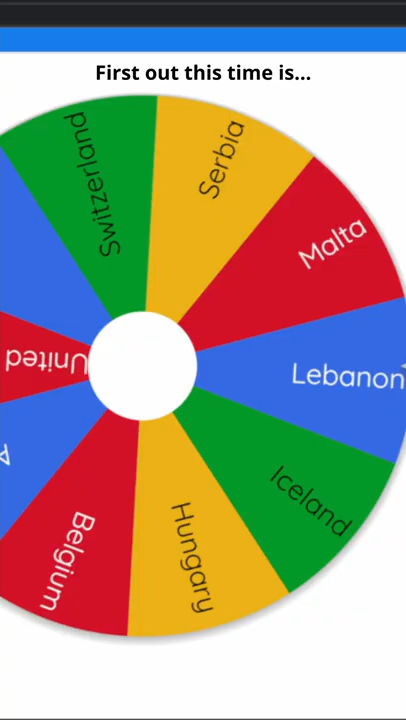 First out this time is...
Switzerland
Serbia
Malta
Lebanon
Iceland
Hungary
Belgium
A
United